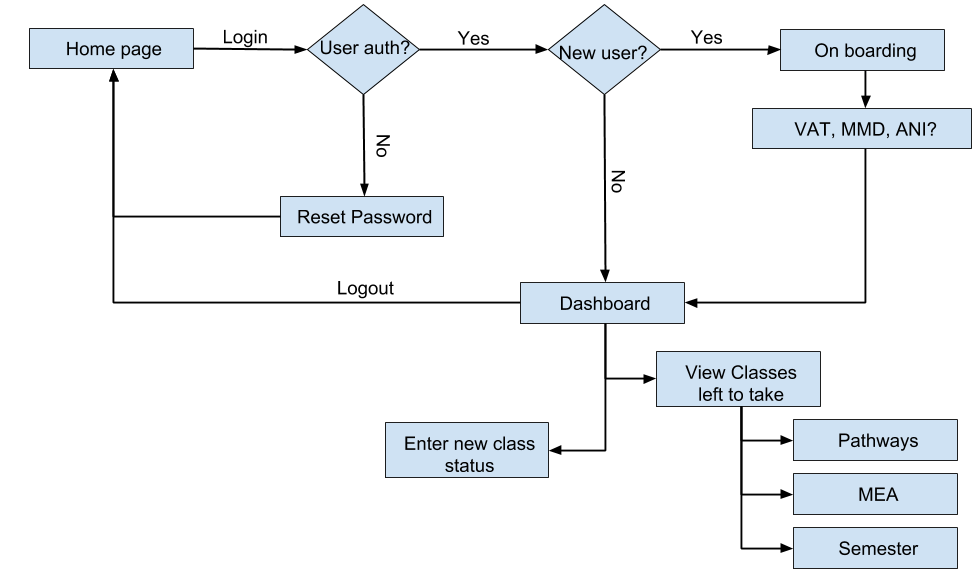 Home page
Login
User auth?
Yes
New user?
Yes
On boarding
VAT, MMD, ANI?
No
No
Reset Password
Logout
Dashboard
View Classes
left to take
Enter new class
status
Pathways
MEA
Semester